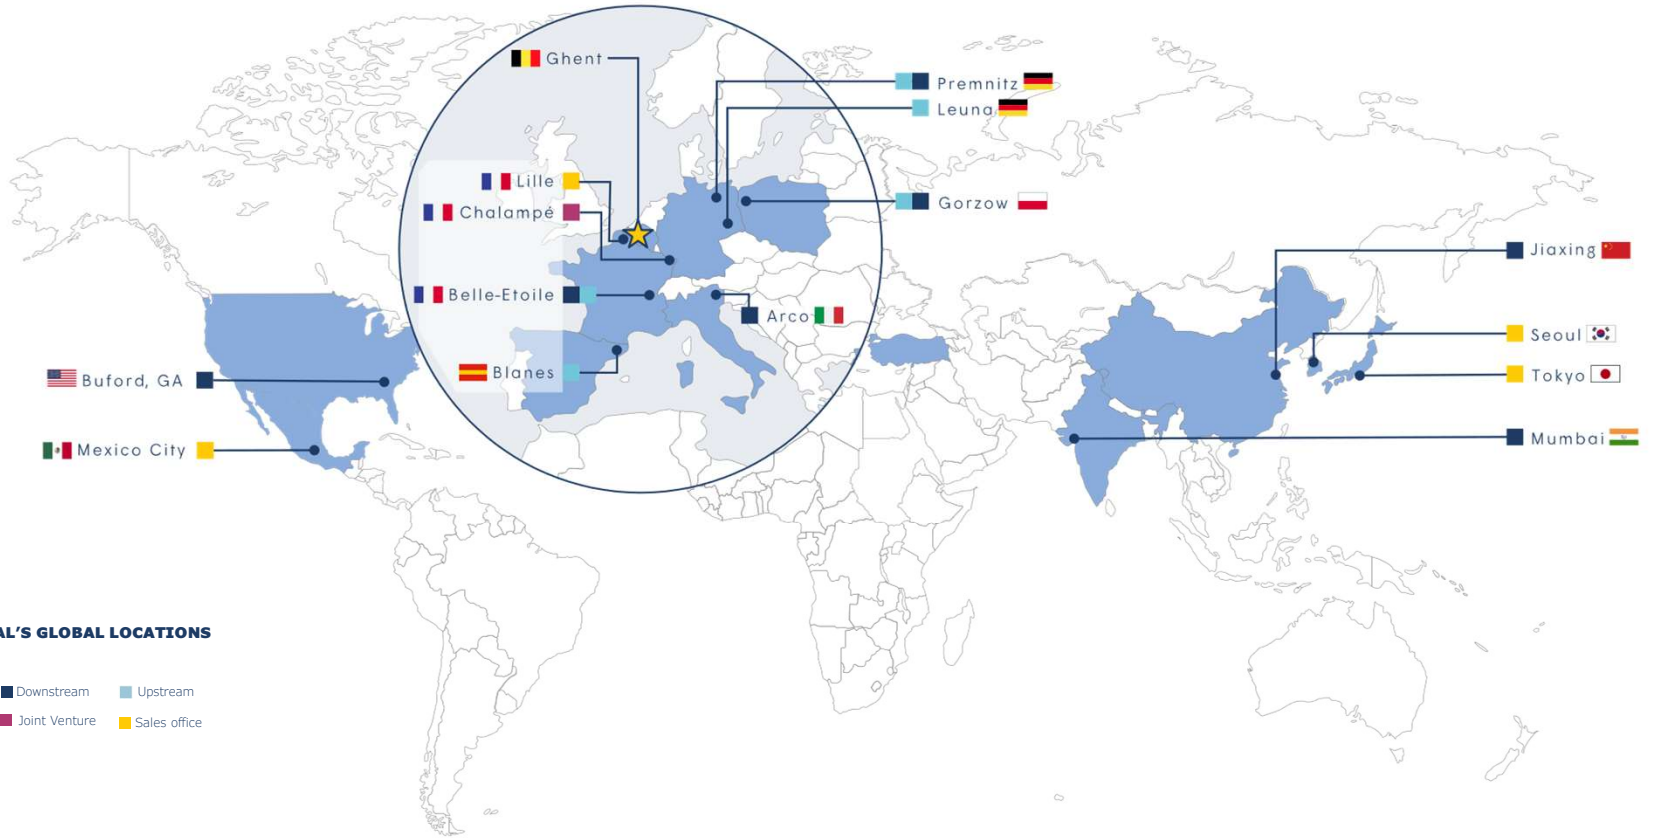 Ghent
Premnitz
Leuna
Lille
Gorzow
Chalampé
Jiaxing
Belle-Etoile
Arco
Seoul
Blanes
Tokyo
Buford, GA
Mumbai
Mexico City
AL'S GLOBAL LOCATIONS
Downstream
Upstream
Joint Venture
Sales office